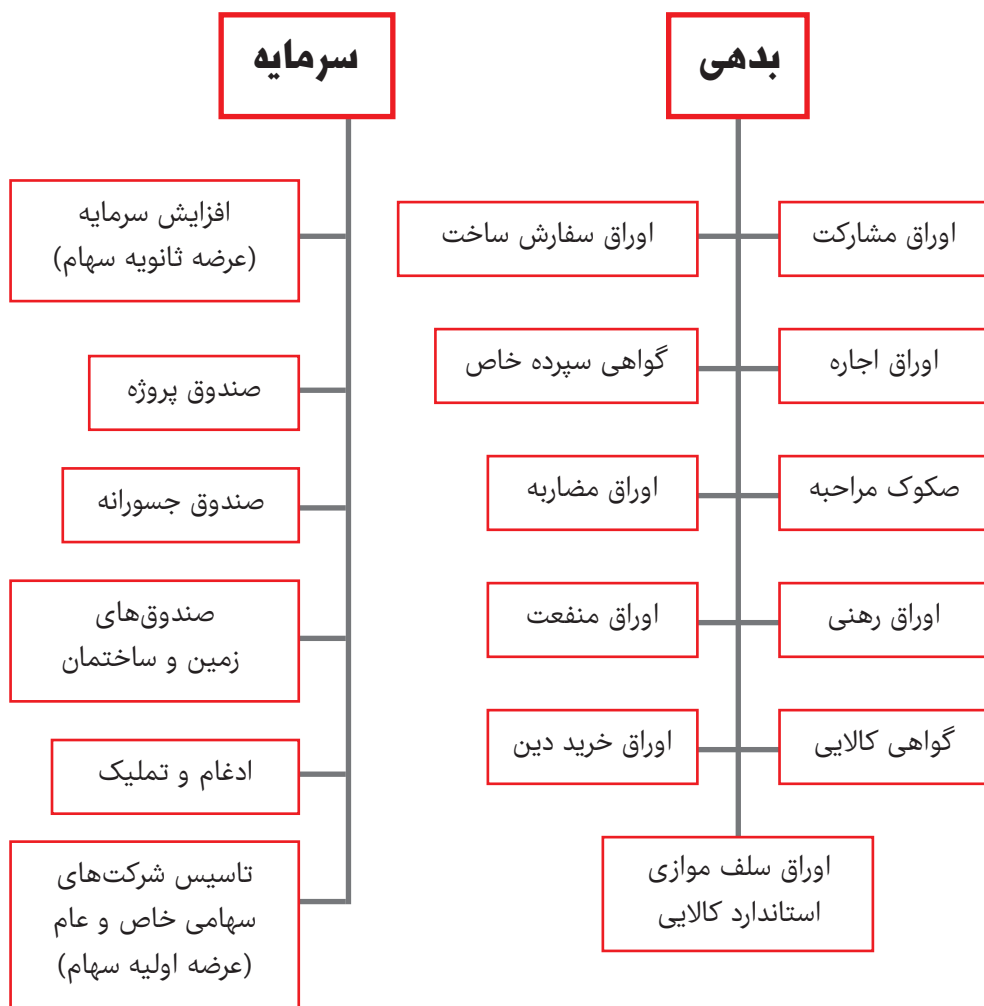 بدهی
اوراق مشارکت
اوراق سفارش ساخت
اوراق اجاره
گواهی سپرده خاص
صکوک مرابحه
اوراق مضاربه
اوراق رهنی
اوراق منفعت
گواهی کالایی
اوراق خرید دین
اوراق سلف موازی
استاندارد کالایی
سرمایه
افزایش سرمایه
(عرضه ثانویه سهام)
صندوق پروژه
صندوق جسورانه
صندوق‌های
زمین و ساختمان
ادغام و تملیک
تاسیس شرکت‌های
سهامی خاص و عام
(عرضه اولیه سهام)